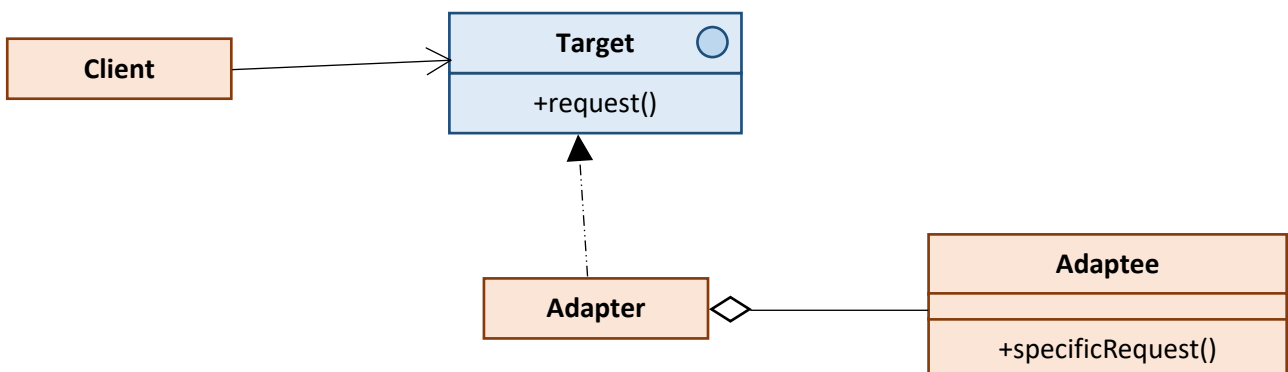 Client
Target
+request()
Adapter
Adaptee
+specificRequest()